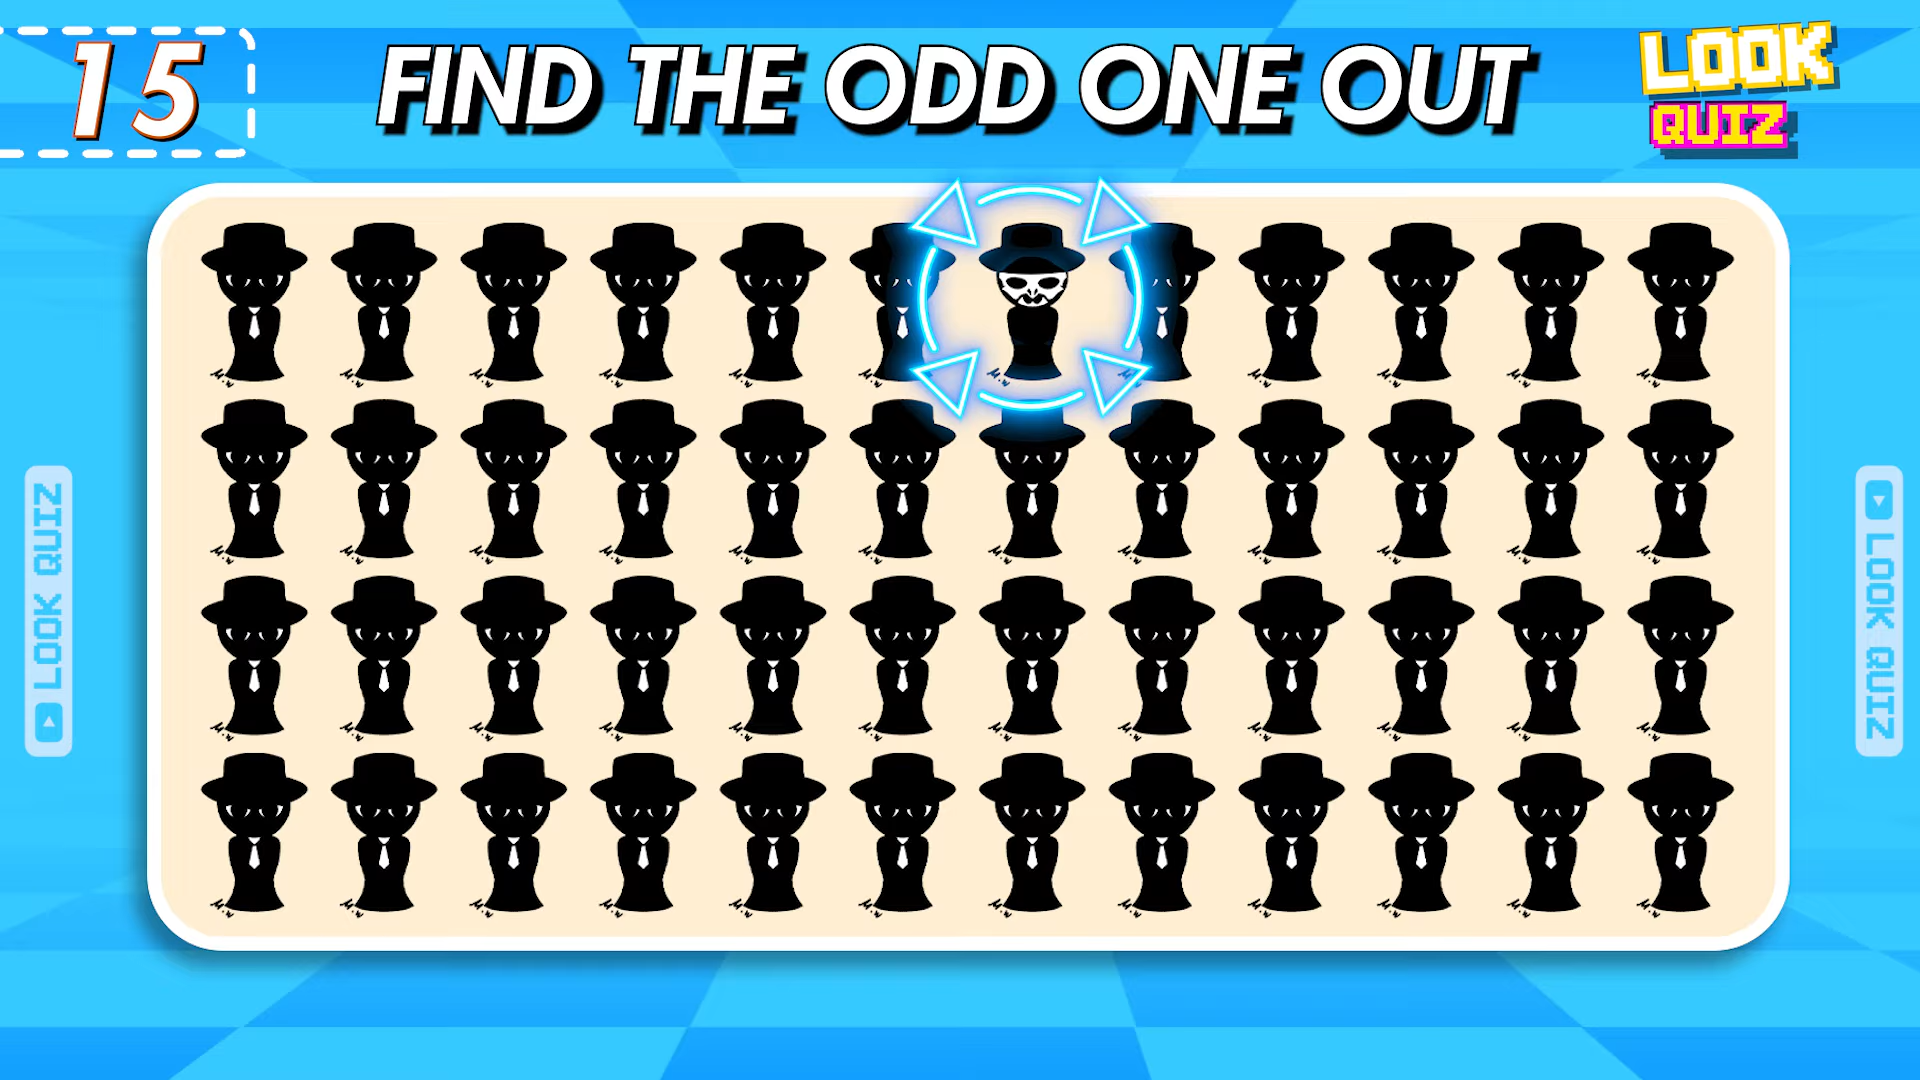 15
FIND THE ODD ONE OUT
LOOK
QUIZ
LOOK QUIZ
LOOK QUIZ